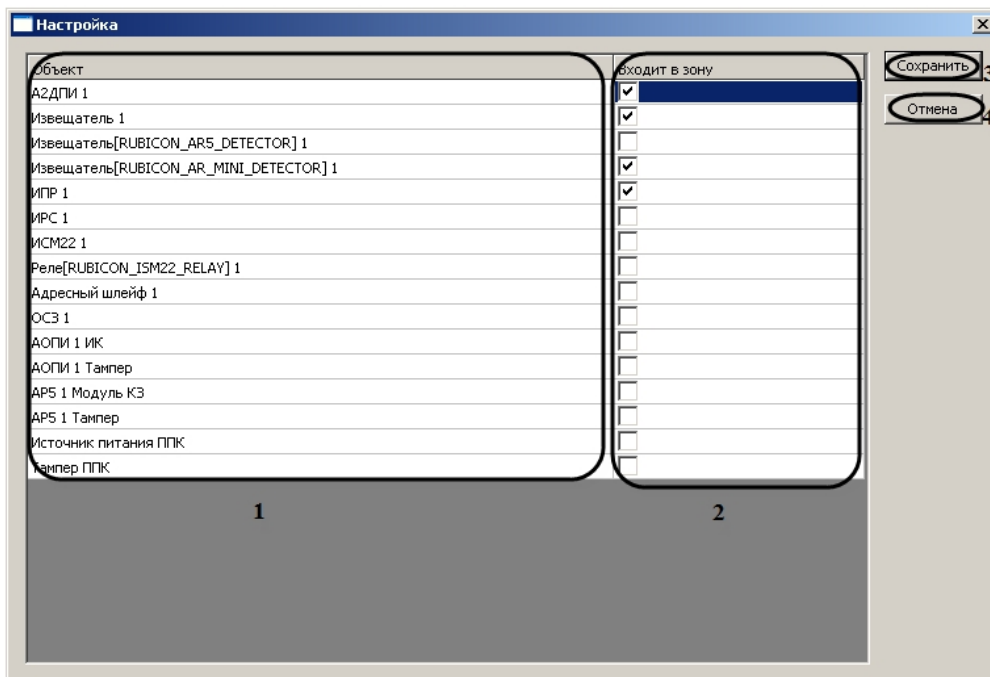 Настройка
Объект Входит в зону
Сохранить 3
А2ДПИ 1
Отмена 4
Извещатель 1
Извещатель[RUBICON_AR5_DETECTOR] 1
Извещатель[RUBICON_AR_MINI_DETECTOR] 1
ИПР 1
ИРС 1
ИСМ22 1
Реле[RUBICON_ISM22_RELAY] 1
Адресный шлейф 1
ОСЗ 1
АОПИ 1 ИК
АОПИ 1 Тампер
АР5 1 Модуль КЗ
АР5 1 Тампер
Источник питания ППК
Тампер ППК
1 2